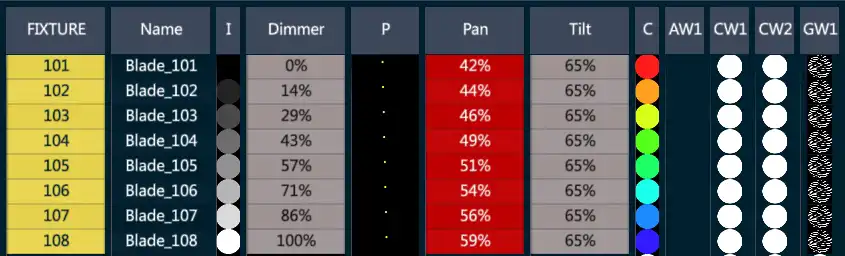 FIXTURE Name I Dimmer P Pan Tilt C AW1 CW1 CW2 GW1
101 Blade_101 0% 42% 65%
102 Blade_102 14% 44% 65%
103 Blade_103 29% 46% 65%
104 Blade_104 43% 49% 65%
105 Blade_105 57% 51% 65%
106 Blade_106 71% 54% 65%
107 Blade_107 86% 56% 65%
108 Blade_108 100% 59% 65%